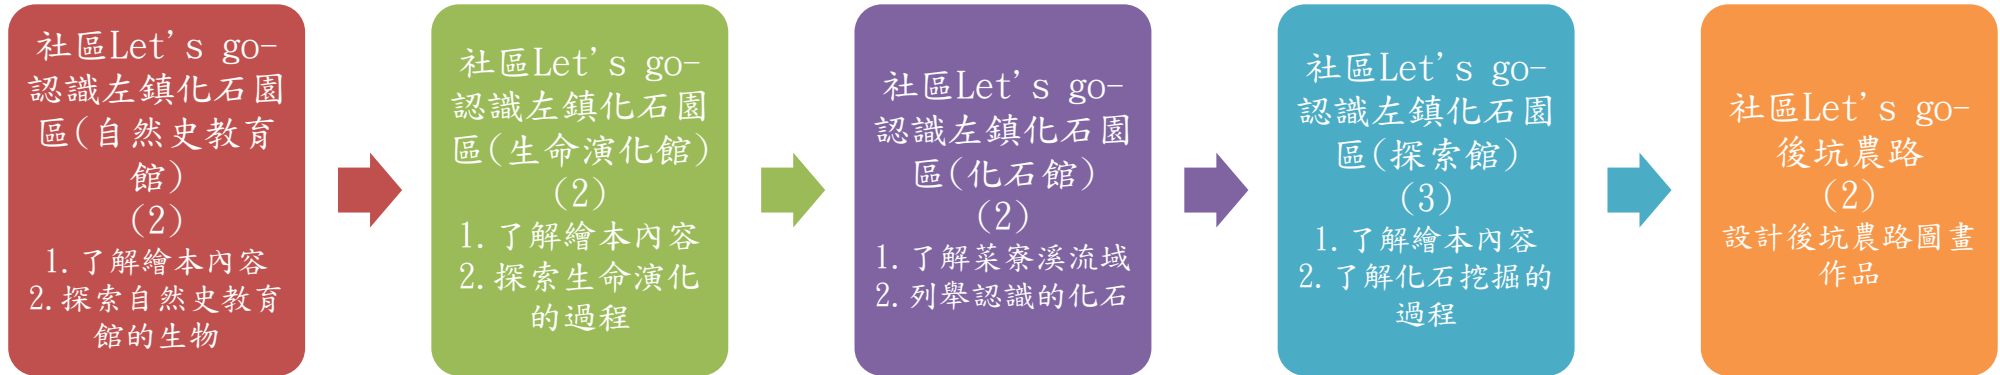 社區Let's go-
認識左鎮化石園
區(自然史教育
館)
(2)
1.了解繪本內容
2.探索自然史教育
館的生物
社區Let's go-
認識左鎮化石園
區(生命演化館)
(2)
1.了解繪本內容
2.探索生命演化
的過程
社區Let's go-
認識左鎮化石園
區(化石館)
(2)
1.了解菜寮溪流域
2.列舉認識的化石
社區Let's go-
認識左鎮化石園
區(探索館)
(3)
1.了解繪本內容
2.了解化石挖掘的
過程
社區Let's go-
後坑農路
(2)
設計後坑農路圖畫
作品